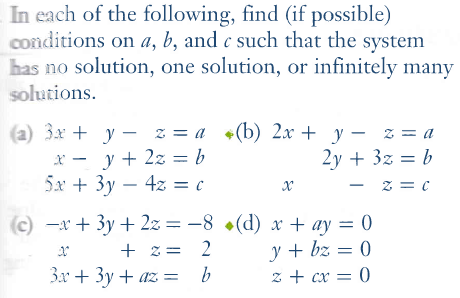 In each of the following, find (if possible)
conditions on a, b, and c such that the system
has no solution, one solution, or infinitely many
solutions.
(a) 3x + y − z = a (b) 2x + y − z = a
x − y + 2z = b 2y + 3z = b
5x + 3y − 4z = c x − z = c
(c) −x + 3y + 2z = −8 (d) x + ay = 0
x + z = 2 y + bz = 0
3x + 3y + az = b z + cx = 0